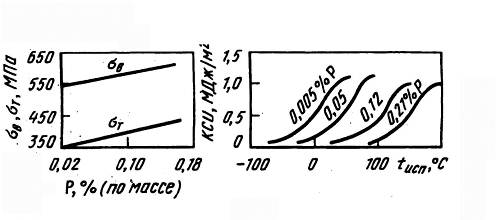 σв, σт, МПа
650
550
450
350
σв
σт
0,02
0,10
0,18
Р, % (по массе)
KCU, МДж/м²
1,5
1,0
0,5
0
0,005%Р
0,05
0,12
0,21%Р
-100
0
100
tисп, °С